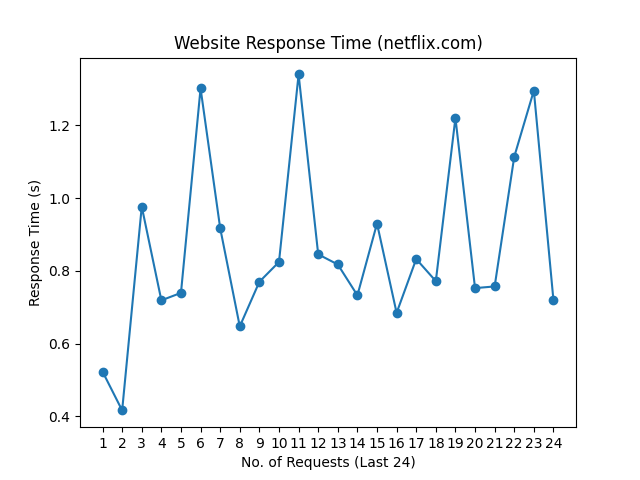 Website Response Time (netflix.com)
Response Time (s)
1.2
1.0
0.8
0.6
0.4
1 2 3 4 5 6 7 8 9 10 11 12 13 14 15 16 17 18 19 20 21 22 23 24
No. of Requests (Last 24)